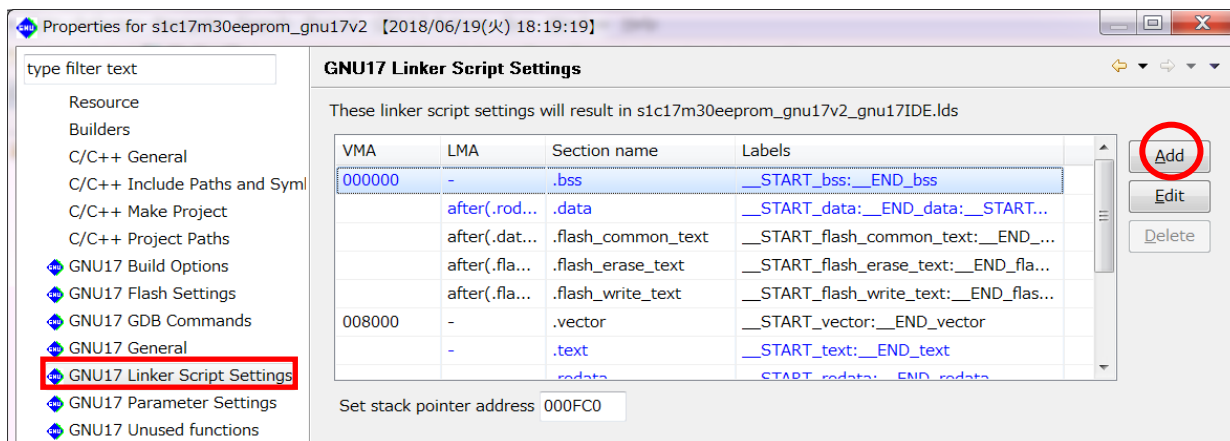 Properties for s1c17m30eeprom_gnu17v2 【2018/06/19(火) 18:19:19】
type filter text
Resource
Builders
C/C++ General
C/C++ Include Paths and Syml
C/C++ Make Project
C/C++ Project Paths
GNU17 Build Options
GNU17 Flash Settings
GNU17 GDB Commands
GNU17 General
GNU17 Linker Script Settings
GNU17 Parameter Settings
GNU17 Unused functions
GNU17 Linker Script Settings
These linker script settings will result in s1c17m30eeprom_gnu17v2_gnu17IDE.lds
VMA LMA Section name Labels
000000 - .bss __START_bss:__END_bss
after(.rod... .data __START_data:__END_data:__START...
after(.dat... .flash_common_text __START_flash_common_text:__END_...
after(.fla... .flash_erase_text __START_flash_erase_text:__END_fla...
after(.fla... .flash_write_text __START_flash_write_text:__END_flas...
008000 - .vector __START_vector:__END_vector
- .text __START_text:__END_text
.rodata __START_rodata:__END_rodata
Add
Edit
Delete
Set stack pointer address 000FC0